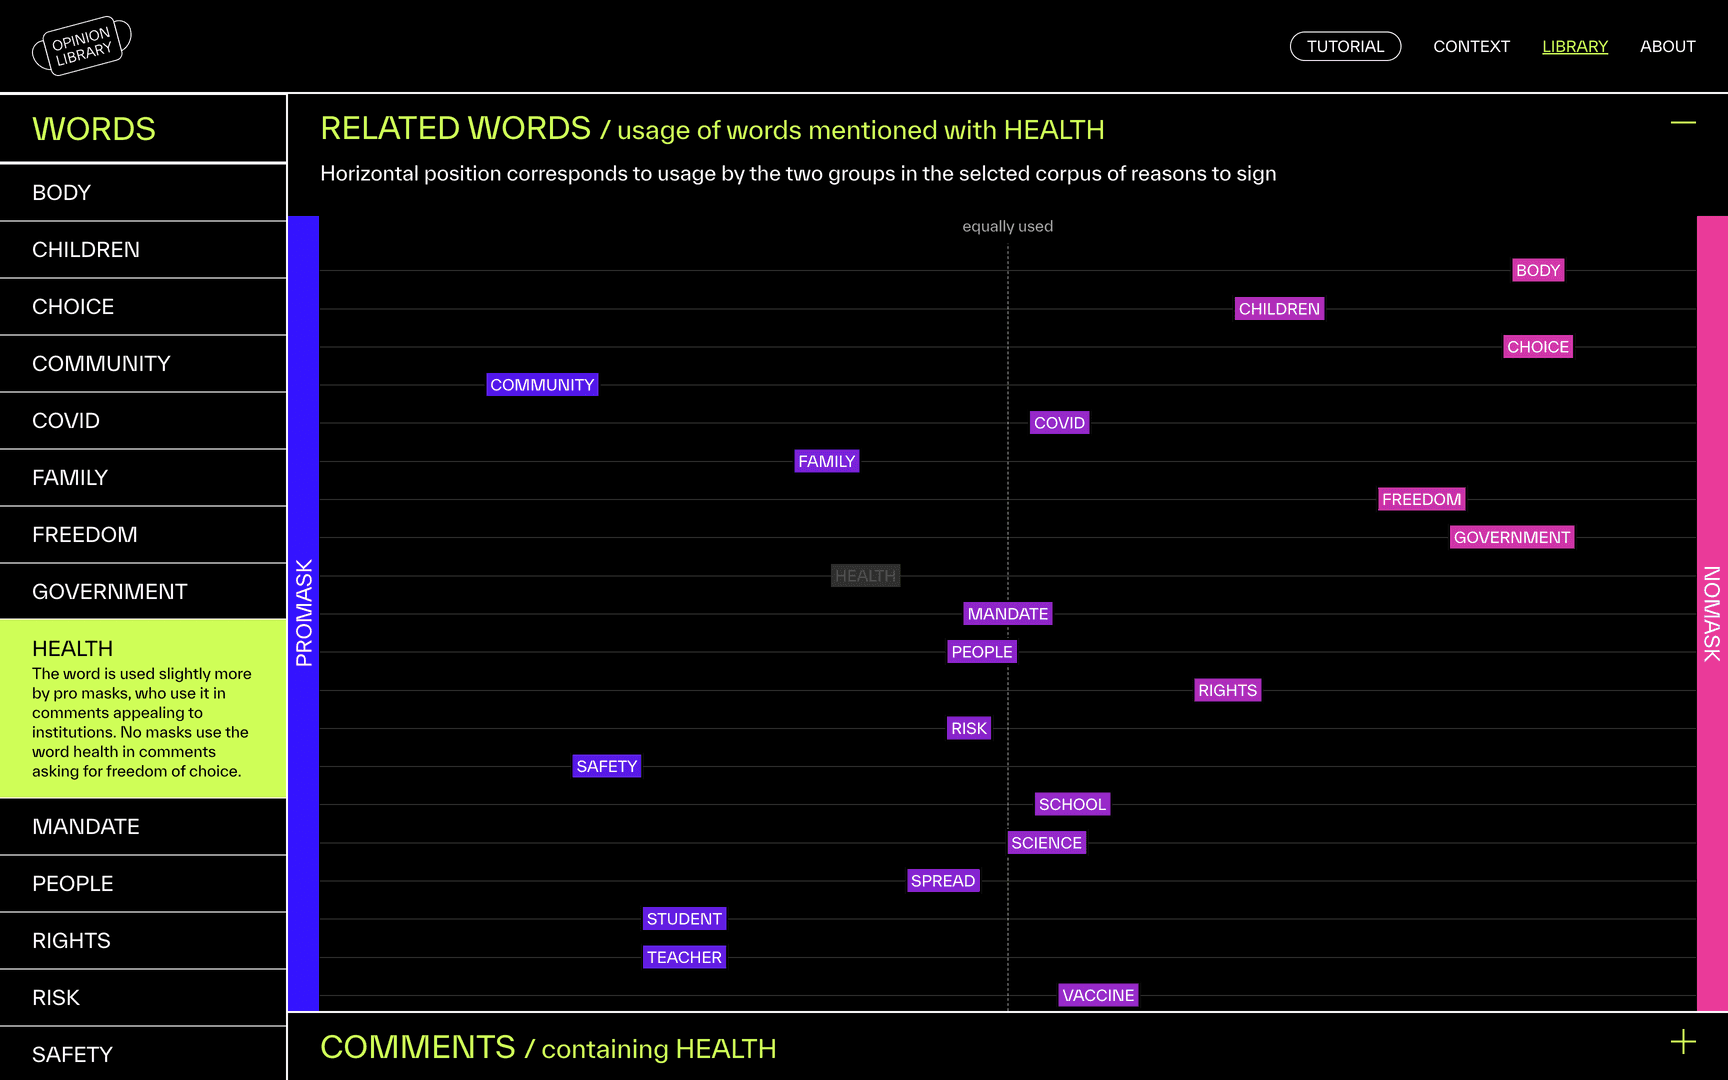 OPINION
LIBRARY
TUTORIAL
CONTEXT
LIBRARY
ABOUT
WORDS
BODY
CHILDREN
CHOICE
COMMUNITY
COVID
FAMILY
FREEDOM
GOVERNMENT
HEALTH
The word is used slightly more
by pro masks, who use it in
comments appealing to
institutions. No masks use the
word health in comments
asking for freedom of choice.
MANDATE
PEOPLE
RIGHTS
RISK
SAFETY
RELATED WORDS / usage of words mentioned with HEALTH
Horizontal position corresponds to usage by the two groups in the selcted corpus of reasons to sign
PROMASK
equally used
BODY
CHILDREN
CHOICE
COMMUNITY
COVID
FAMILY
FREEDOM
GOVERNMENT
HEALTH
MANDATE
PEOPLE
RIGHTS
RISK
SAFETY
SCHOOL
SCIENCE
SPREAD
STUDENT
TEACHER
VACCINE
NOMASK
COMMENTS / containing HEALTH